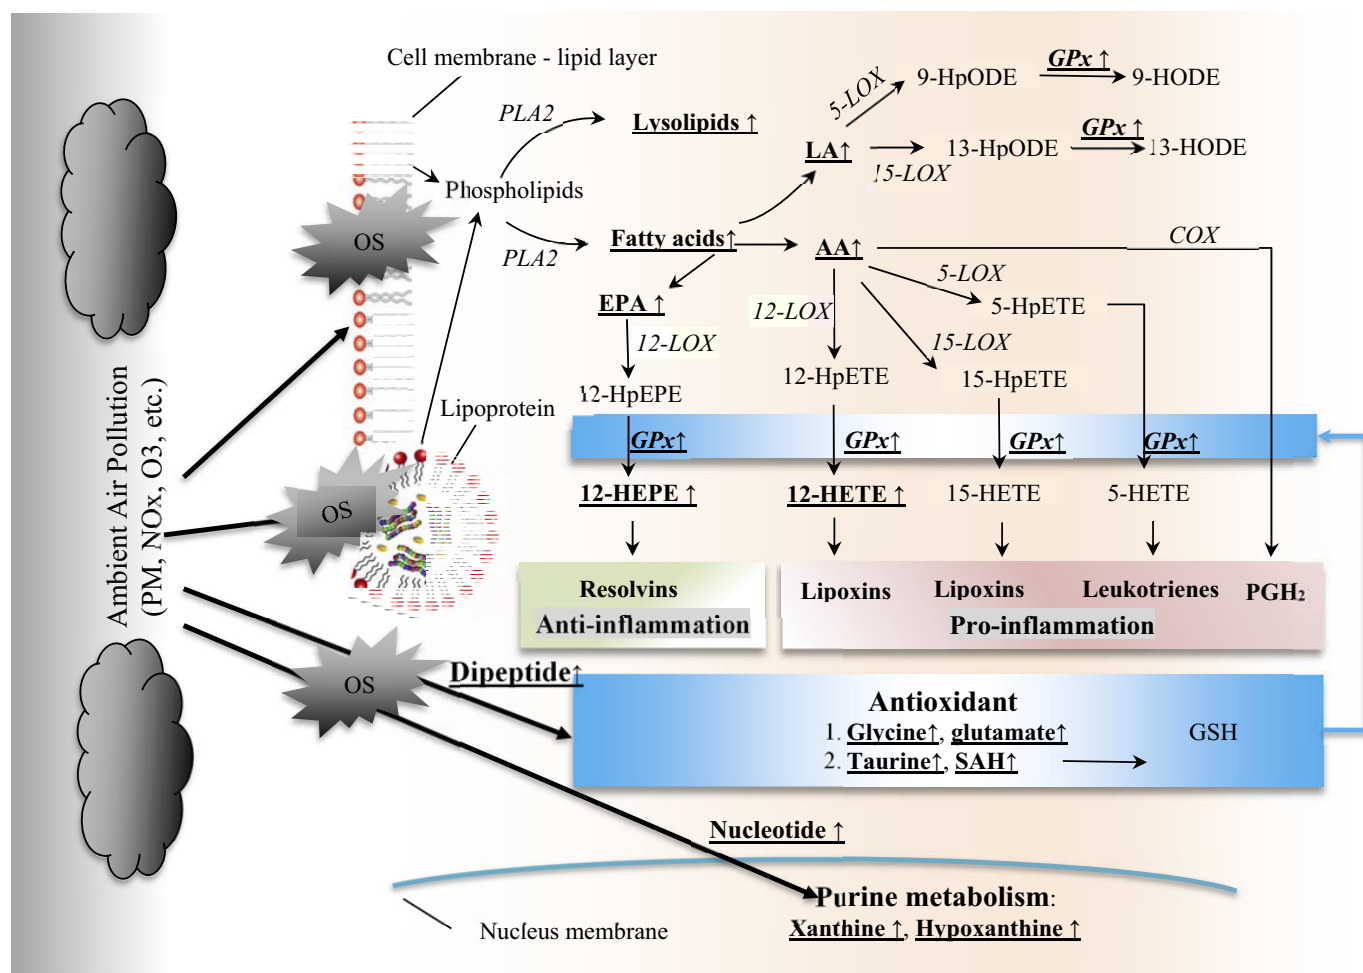 Cell membrane - lipid layer
GPx ↑
9-HpODE
9-HODE
5-LOX
PLA2
Lysolipids ↑
GPx ↑
LA↑
13-HpODE
13-HODE
15-LOX
Phospholipids
OS
PLA2
Fatty acids↑
AA↑
COX
5-LOX
EPA ↑
12-LOX
5-HpETE
12-LOX
15-LOX
12-HpEPE
12-HpETE
15-HpETE
Lipoprotein
GPx↑
GPx↑
GPx↑
GPx↑
Ambient Air Pollution
(PM, NOx, O3, etc.)
OS
12-HEPE ↑
12-HETE ↑
15-HETE
5-HETE
Resolvins
Lipoxins
Lipoxins
Leukotrienes
PGH2
Anti-inflammation
Pro-inflammation
OS
Dipeptide↑
Antioxidant
1. Glycine↑, glutamate↑
GSH
2. Taurine↑, SAH↑
Nucleotide ↑
Purine metabolism:
Xanthine ↑, Hypoxanthine ↑
Nucleus membrane